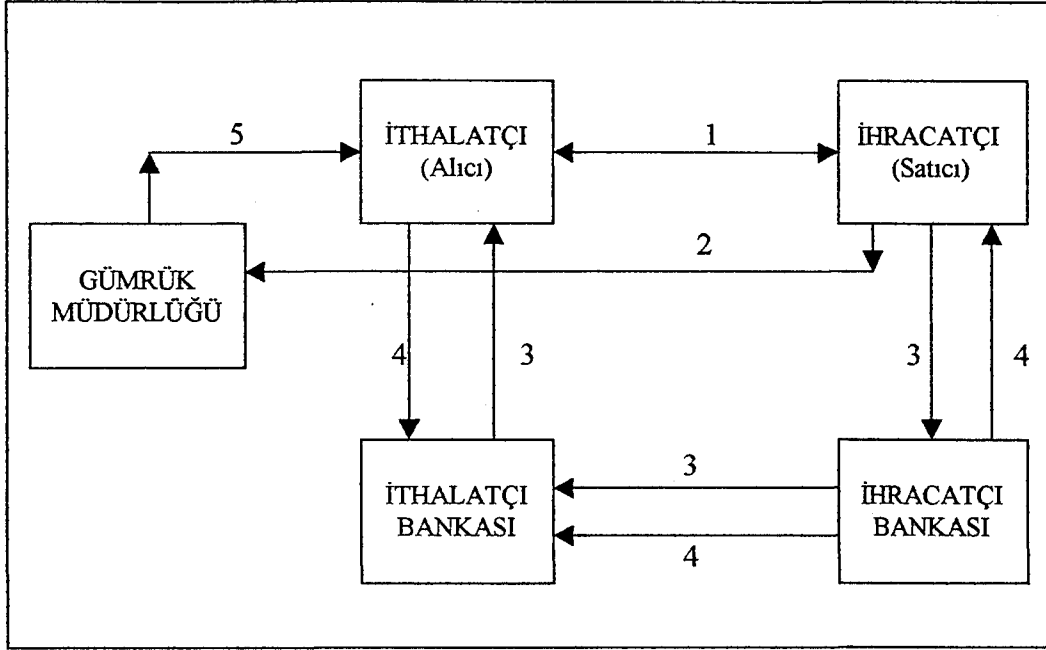 5
İTHALATÇI
(Alıcı)
1
İHRACATÇI
(Satıcı)
2
GÜMRÜK
MÜDÜRLÜĞÜ
4
3
3
4
İTHALATÇI
BANKASI
3
4
İHRACATÇI
BANKASI